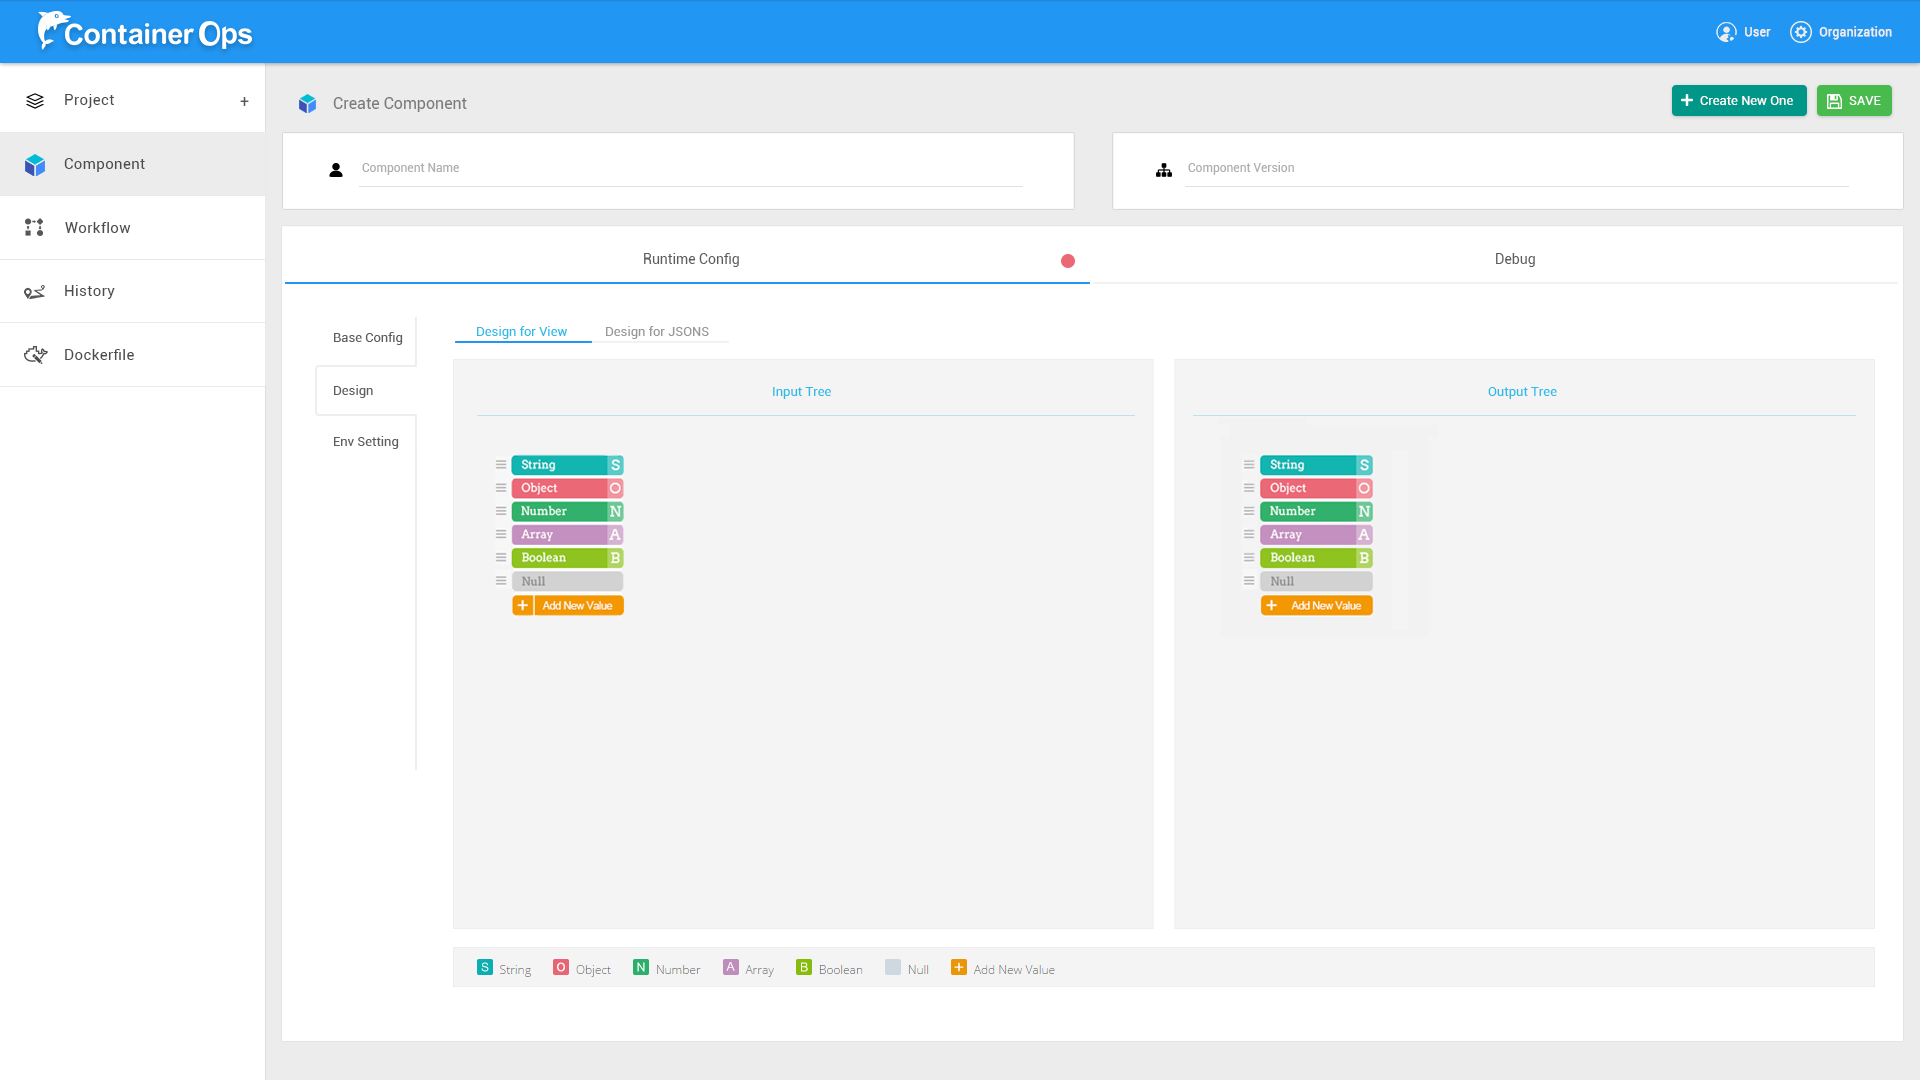 Container Ops
User
Organization
Project +
Component
Workflow
History
Dockerfile
Create Component
+ Create New One
SAVE
Component Name
Component Version
Runtime Config
Debug
Base Config
Design
Env Setting
Design for View
Design for JSONS
Input Tree
String S
Object O
Number N
Array A
Boolean B
Null
+ Add New Value
Output Tree
String S
Object O
Number N
Array A
Boolean B
Null
+ Add New Value
S String O Object N Number A Array B Boolean Null + Add New Value